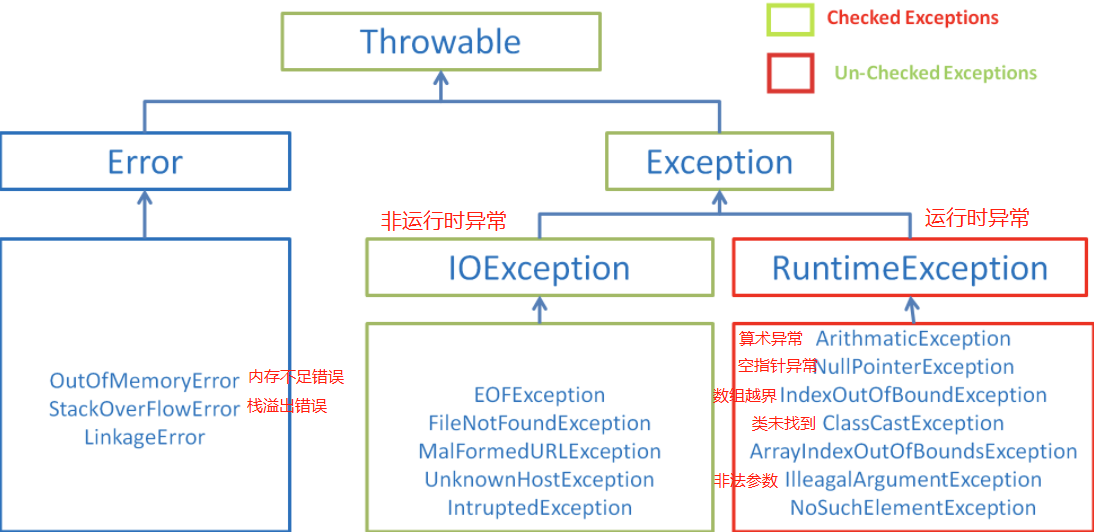 Checked Exceptions
Throwable
Un-Checked Exceptions
Error
Exception
非运行时异常
运行时异常
IOException
RuntimeException
OutOfMemoryError 内存不足错误
StackOverFlowError 栈溢出错误
LinkageError
EOFException
FileNotFoundException
MalFormedURLException
UnknownHostException
IntruptedException
算术异常 ArithmaticException
空指针异常 NullPointerException
数组越界 IndexOutOfBoundException
类未找到 ClassCastException
ArrayIndexOutOfBoundsException
非法参数 IlleagalArgumentException
NoSuchElementException